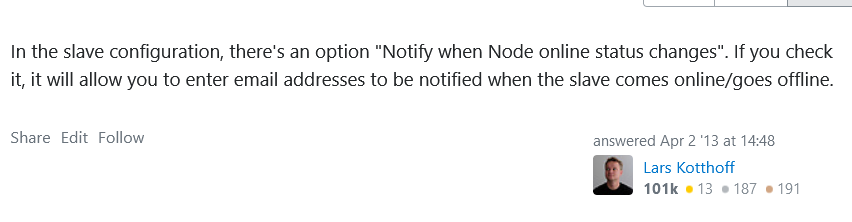 In the slave configuration, there's an option "Notify when Node online status changes". If you check
it, it will allow you to enter email addresses to be notified when the slave comes online/goes offline.
Share Edit Follow
answered Apr 2 '13 at 14:48
Lars Kotthoff
101k 13 187 191